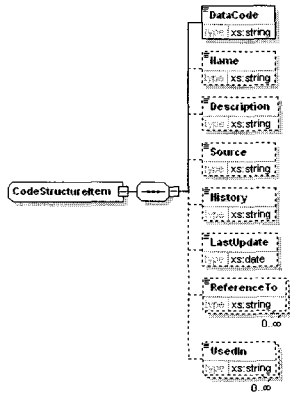 DataCode
type xs:string
Name
type xs:string
Description
type xs:string
Source
type xs:string
CodeStructureItem
History
type xs:string
LastUpdate
type xs:date
ReferenceTo
type xs:string
0..∞
UsedIn
type xs:string
0..∞